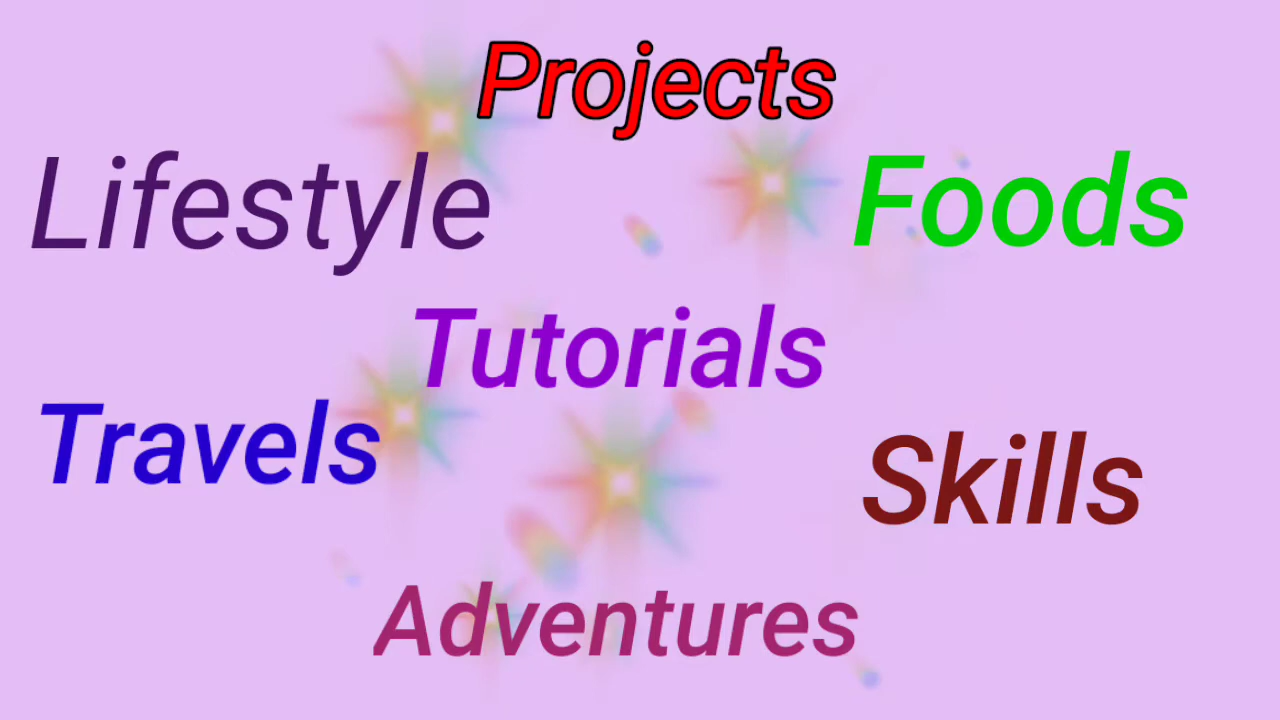 Projects
Lifestyle
Foods
Tutorials
Travels
Skills
Adventures